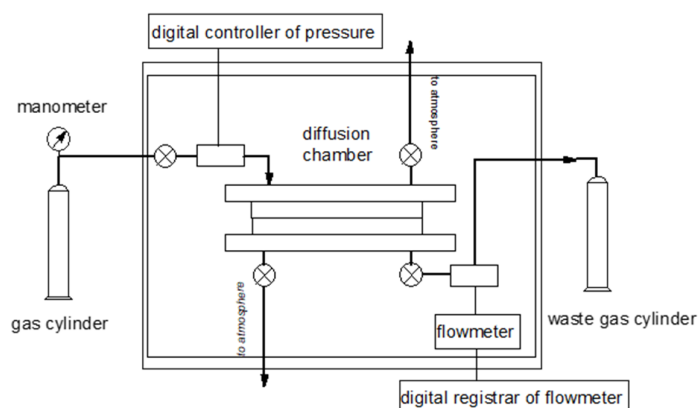 digital controller of pressure
manometer
diffusion
chamber
to atmosphere
gas cylinder
to atmosphere
waste gas cylinder
flowmeter
digital registrar of flowmeter